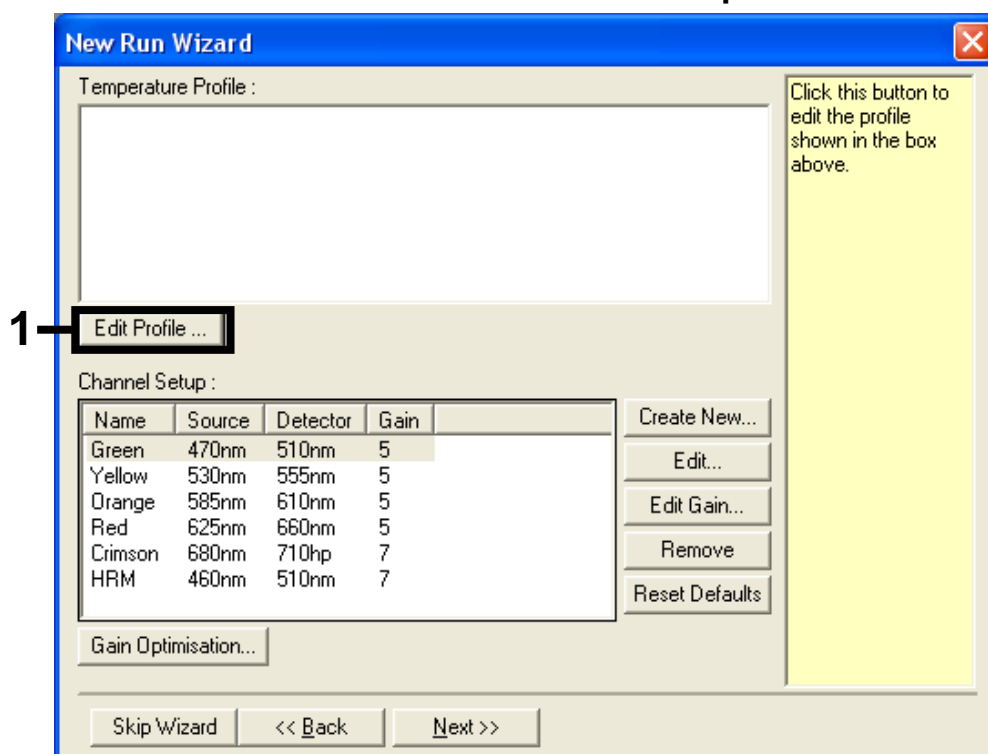 New Run Wizard
Temperature Profile :
Click this button to
edit the profile
shown in the box
above.
1
Edit Profile ...
Channel Setup :
Name Source Detector Gain
Green 470nm 510nm 5
Yellow 530nm 555nm 5
Orange 585nm 610nm 5
Red 625nm 660nm 5
Crimson 680nm 710hp 7
HRM 460nm 510nm 7
Create New...
Edit...
Edit Gain...
Remove
Reset Defaults
Gain Optimisation...
Skip Wizard
<< Back
Next >>